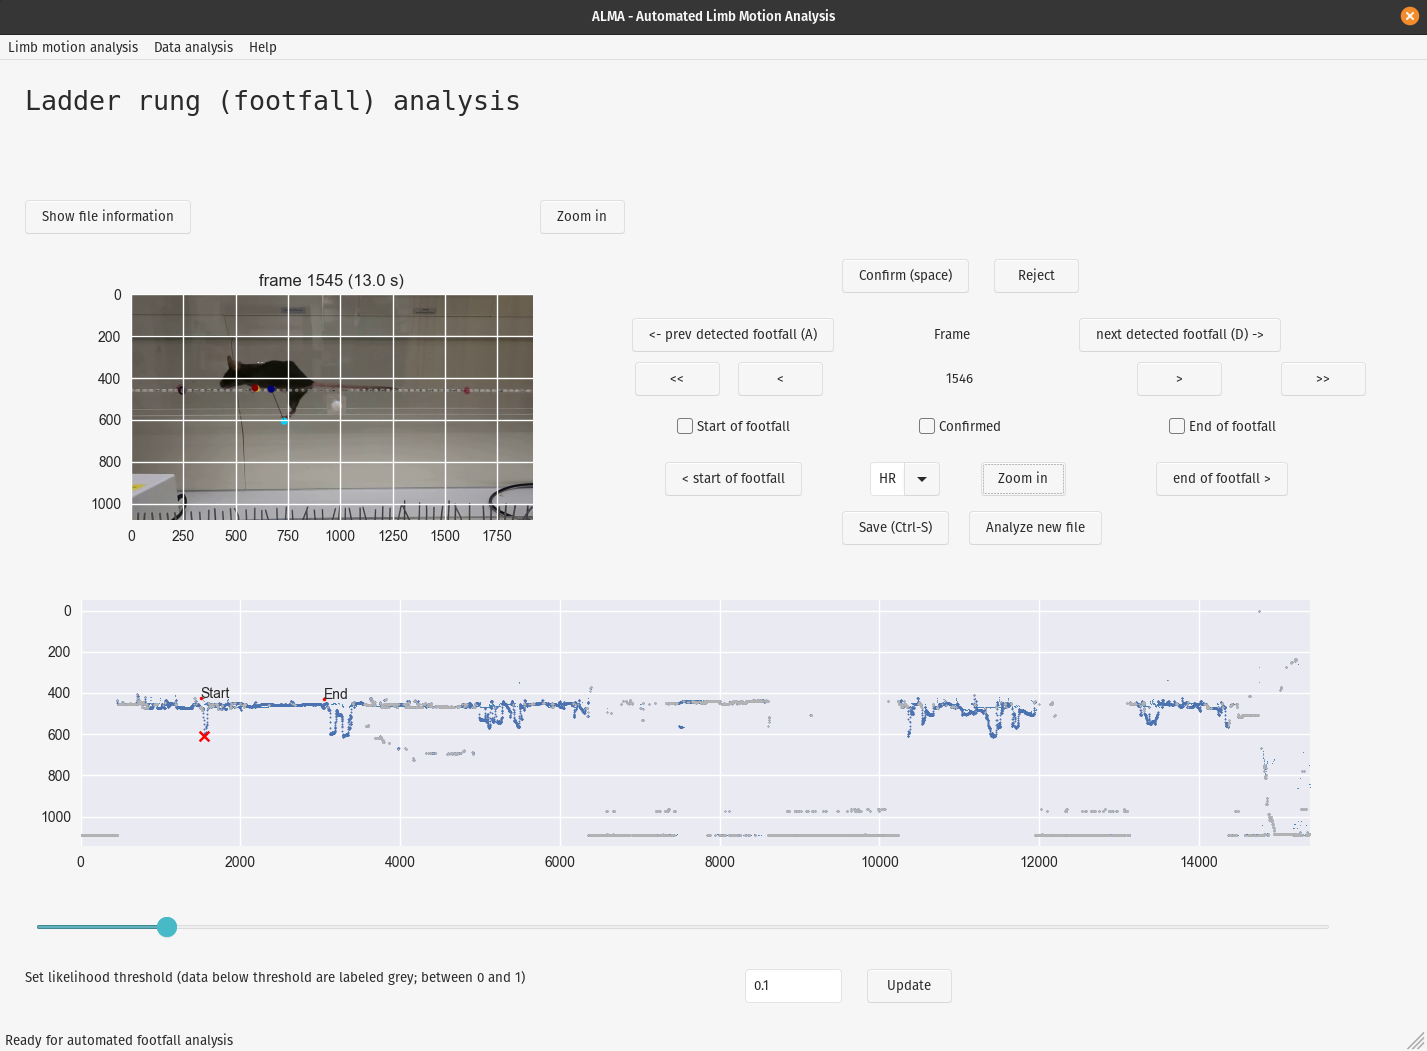 ALMA - Automated Limb Motion Analysis
Limb motion analysis Data analysis Help
Ladder rung (footfall) analysis
Show file information
Zoom in
Confirm (space) Reject
frame 1545 (13.0 s)
<- prev detected footfall (A) Frame next detected footfall (D) ->
<< < 1546 > >>
Start of footfall Confirmed End of footfall
< start of footfall HR Zoom in end of footfall >
Save (Ctrl-S) Analyze new file
0
200
400
600
800
1000
0 250 500 750 1000 1250 1500 1750
0
200
400
600
800
1000
Start End
0 2000 4000 6000 8000 10000 12000 14000
Set likelihood threshold (data below threshold are labeled grey; between 0 and 1) 0.1 Update
Ready for automated footfall analysis